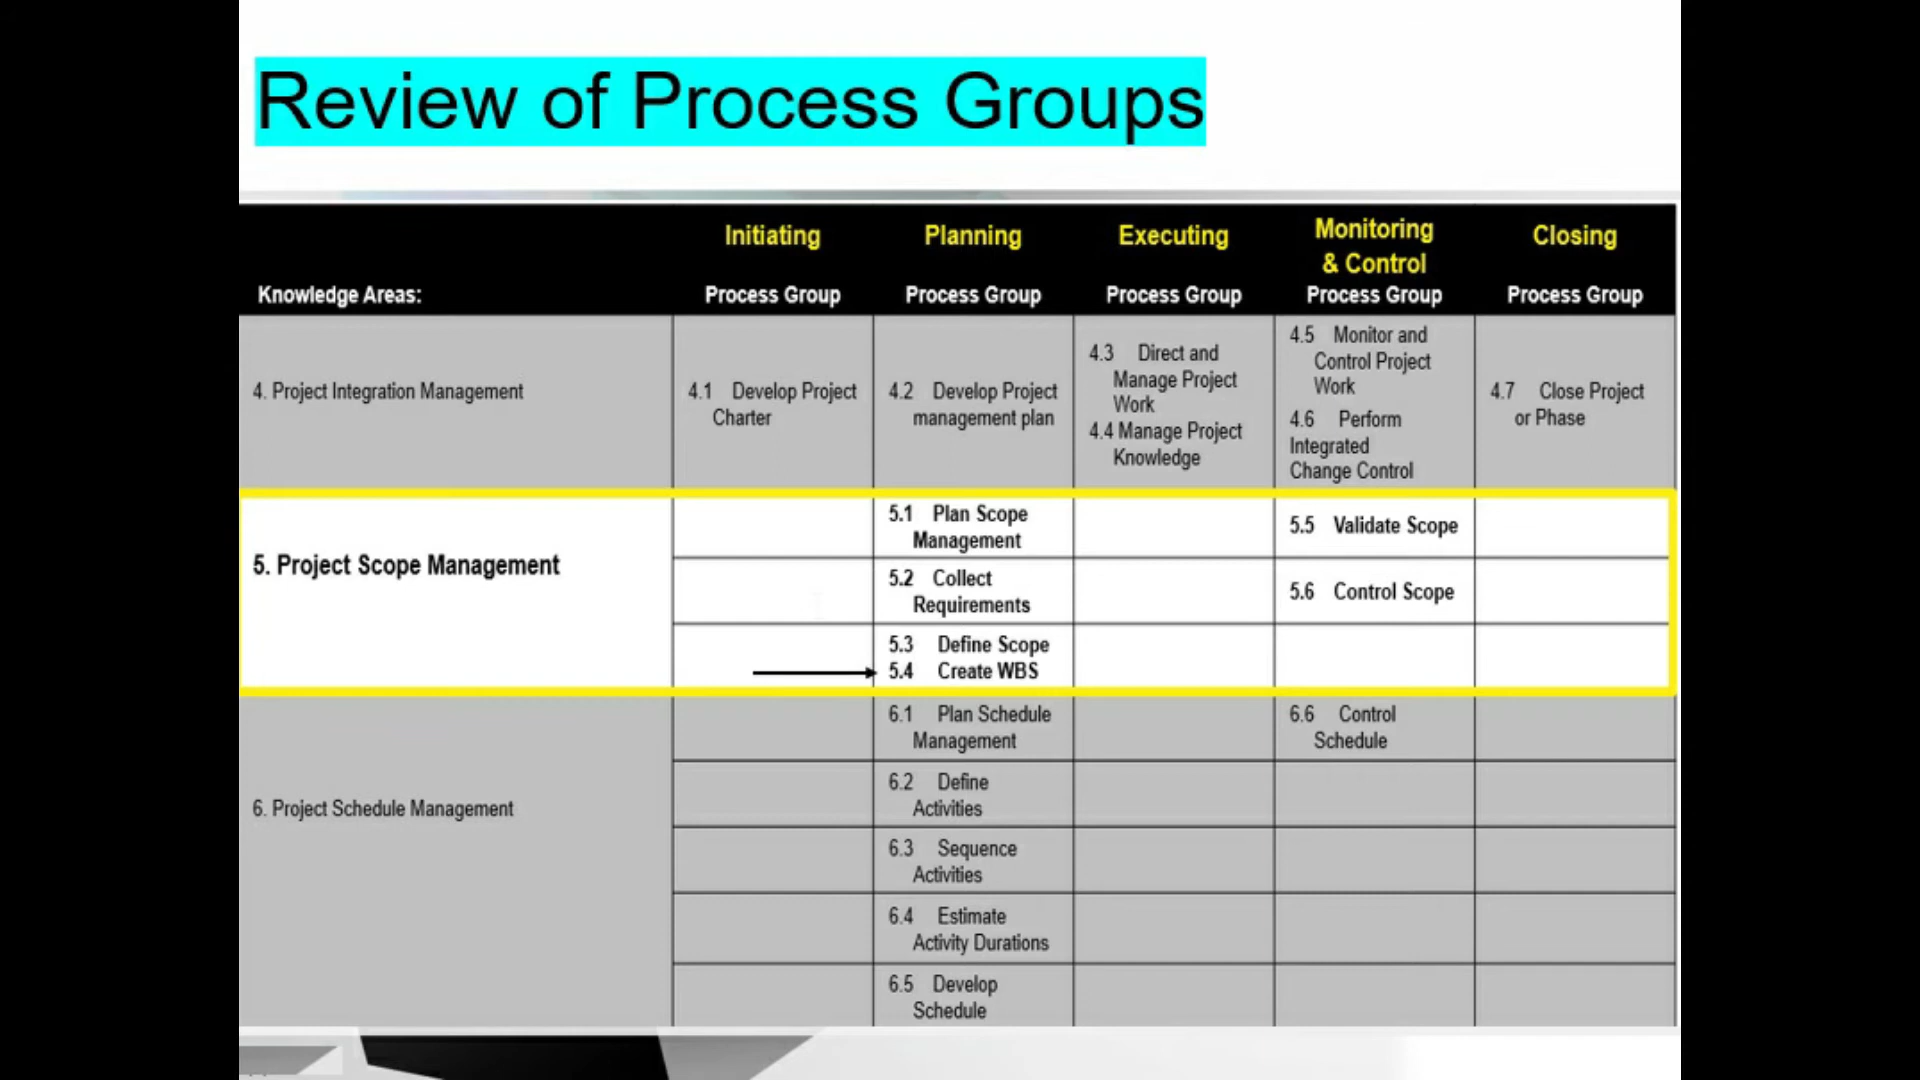 Review of Process Groups
Initiating
Planning
Executing
Monitoring
& Control
Closing
Knowledge Areas:
Process Group
Process Group
Process Group
Process Group
Process Group
4. Project Integration Management
4.1 Develop Project
Charter
4.2 Develop Project
management plan
4.3 Direct and
Manage Project
Work
4.4 Manage Project
Knowledge
4.5 Monitor and
Control Project
Work
4.6 Perform
Integrated
Change Control
4.7 Close Project
or Phase
5. Project Scope Management
5.1 Plan Scope
Management
5.5 Validate Scope
5.2 Collect
Requirements
5.6 Control Scope
5.3 Define Scope
5.4 Create WBS
6. Project Schedule Management
6.1 Plan Schedule
Management
6.6 Control
Schedule
6.2 Define
Activities
6.3 Sequence
Activities
6.4 Estimate
Activity Durations
6.5 Develop
Schedule